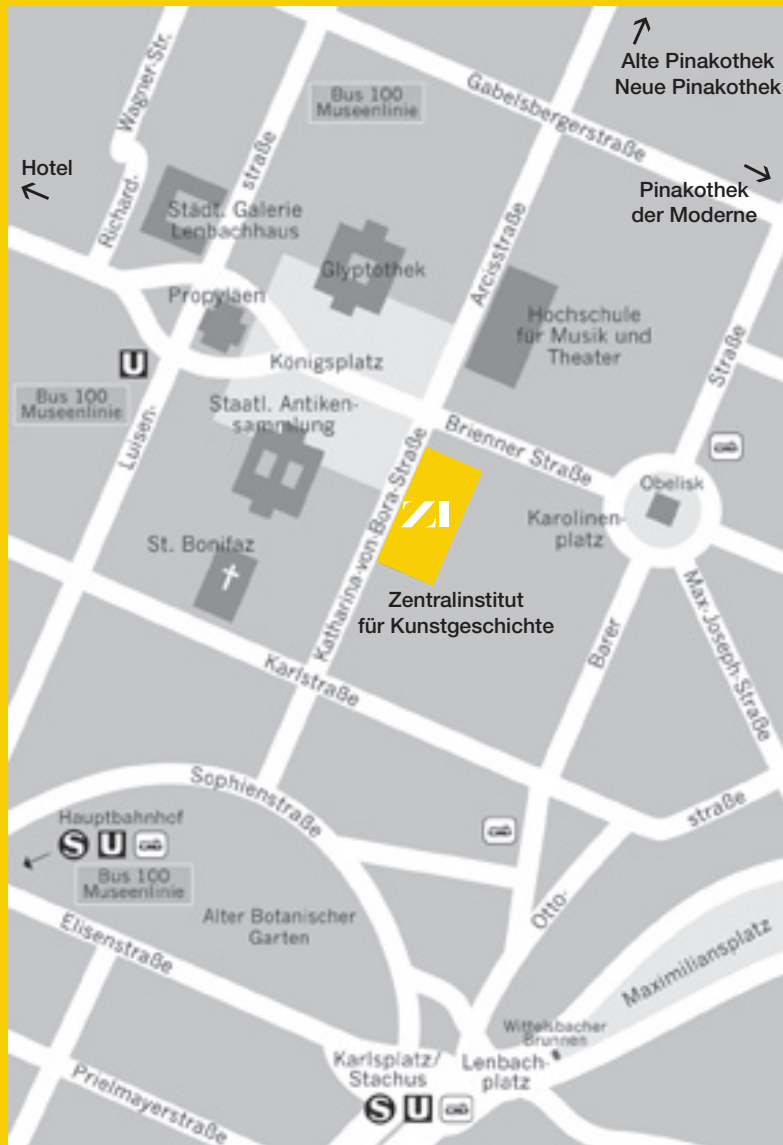 Alte Pinakothek
Neue Pinakothek
Wagner-Str.
Gabelsbergerstraße
Bus 100
Museenlinie
Hotel
straße
Pinakothek
der Moderne
Richard-
Städt. Galerie
Lenbachhaus
Arcisstraße
Glyptothek
Propyläen
Hochschule
für Musik und
Theater
Straße
U
Königsplatz
Bus 100
Museenlinie
Staatl. Antiken-
sammlung
Luisen-
Brienner Straße
Katharina-von-Bora-Straße
ZI
Obelisk
Karolinen-
platz
St. Bonifaz
Zentralinstitut
für Kunstgeschichte
Max-Joseph-Straße
Barer
Karlstraße
Sophienstraße
straße
Hauptbahnhof
S U
Bus 100
Museenlinie
Alter Botanischer
Garten
Otto-
Elisenstraße
Maximiliansplatz
Wittelsbacher
Brunnen
Karlsplatz/
Stachus
Lenbach-
platz
S U
Prielmayerstraße